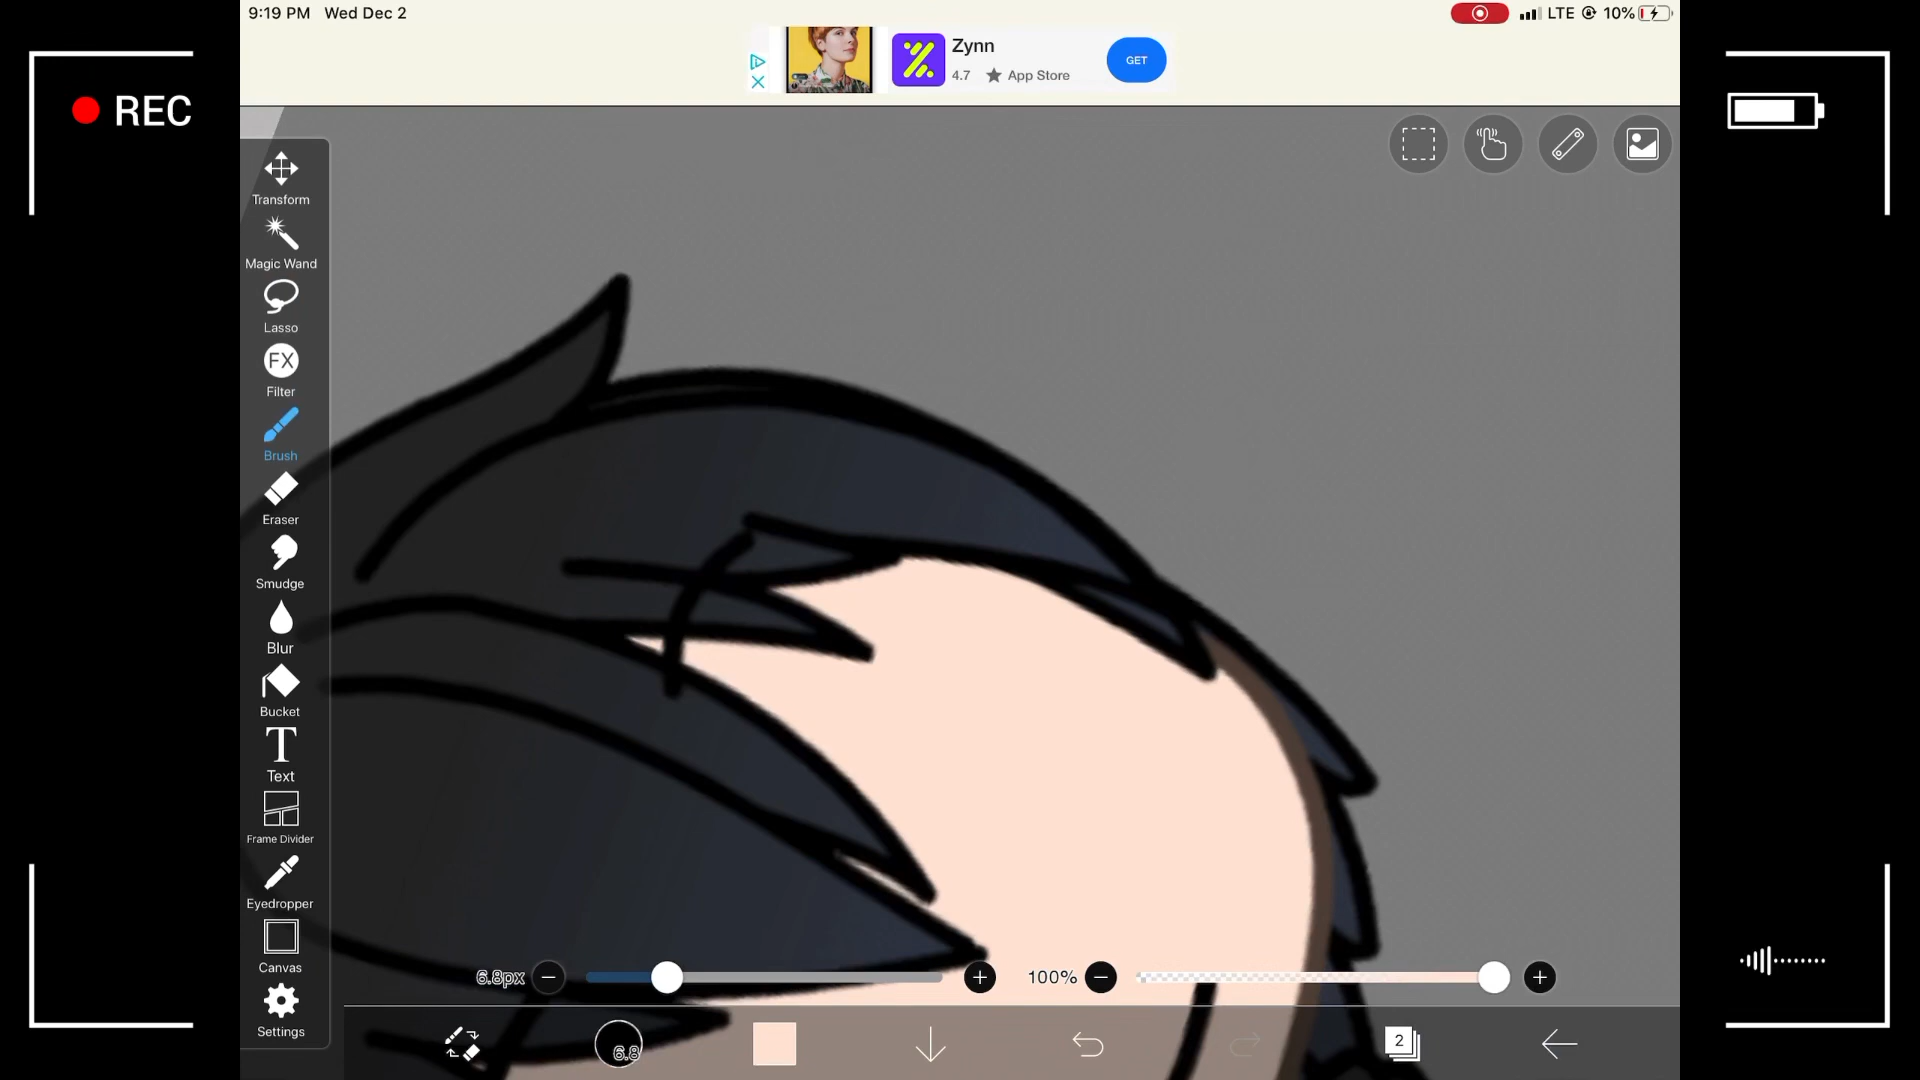 9:19 PM Wed Dec 2
LTE 10%
REC
Zynn
4.7 ★ App Store
GET
Transform
Magic Wand
Lasso
FX
Filter
Brush
Eraser
Smudge
Blur
Bucket
T
Text
Frame Divider
Eyedropper
Canvas
Settings
6.8px
100%
6.8
2